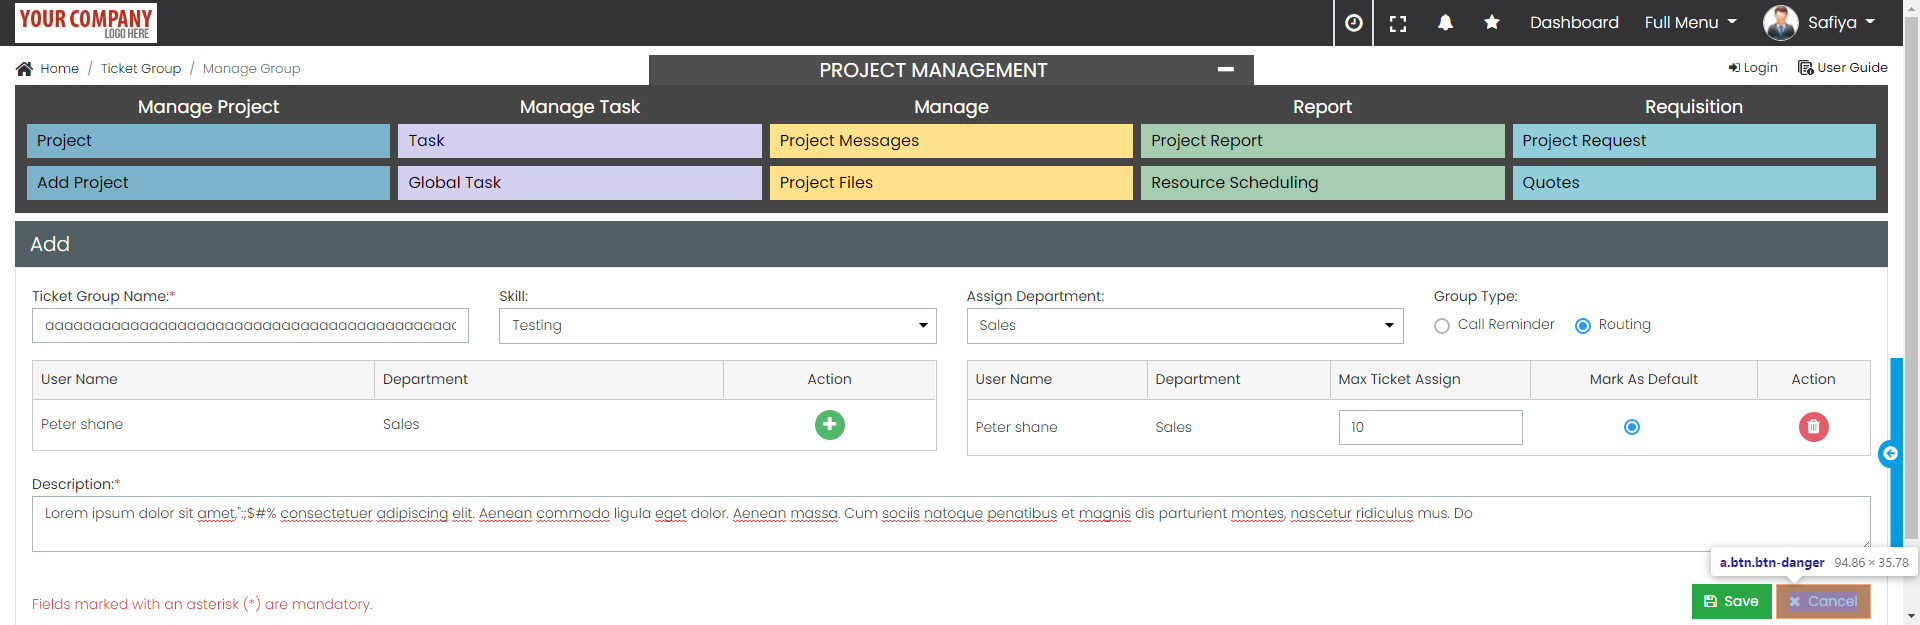 YOUR COMPANY
LOGO HERE
Dashboard
Full Menu
Safiya
Home / Ticket Group / Manage Group
PROJECT MANAGEMENT
Login
User Guide
Manage Project
Manage Task
Manage
Report
Requisition
Project
Task
Project Messages
Project Report
Project Request
Add Project
Global Task
Project Files
Resource Scheduling
Quotes
Add
Ticket Group Name:*
Skill:
Assign Department:
Group Type:
Testing
Sales
Call Reminder
Routing
User Name
Department
Action
User Name
Department
Max Ticket Assign
Mark As Default
Action
Peter shane
Sales
Peter shane
Sales
10
Description:*
Lorem ipsum dolor sit amet,";;$#% consectetuer adipiscing elit. Aenean commodo ligula eget dolor. Aenean massa. Cum sociis natoque penatibus et magnis dis parturient montes, nascetur ridiculus mus. Do
a.btn.btn-danger 94.86 × 35.78
Fields marked with an asterisk (*) are mandatory.
Save
Cancel